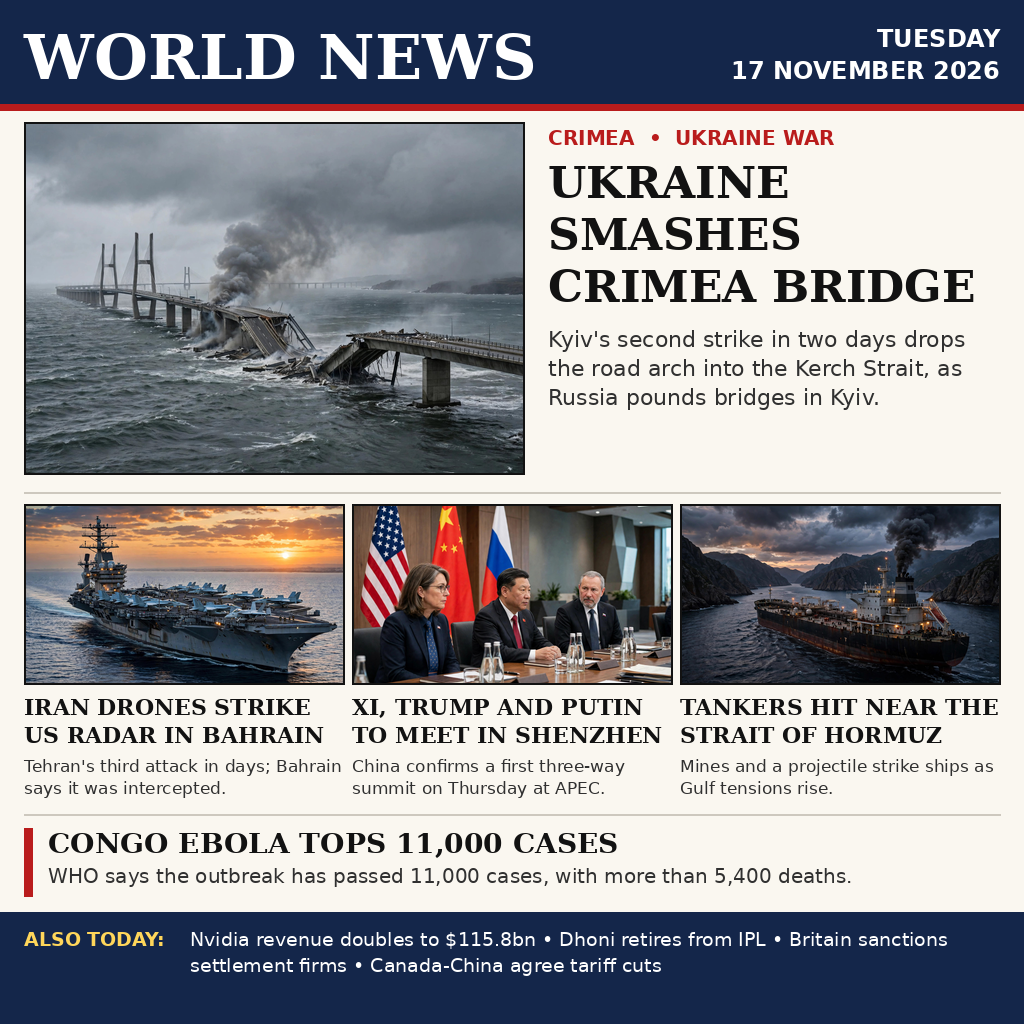 WORLD NEWS
TUESDAY
17 NOVEMBER 2026
CRIMEA • UKRAINE WAR
UKRAINE
SMASHES
CRIMEA BRIDGE
Kyiv's second strike in two days drops
the road arch into the Kerch Strait, as
Russia pounds bridges in Kyiv.
IRAN DRONES STRIKE
US RADAR IN BAHRAIN
Tehran's third attack in days; Bahrain
says it was intercepted.
XI, TRUMP AND PUTIN
TO MEET IN SHENZHEN
China confirms a first three-way
summit on Thursday at APEC.
TANKERS HIT NEAR THE
STRAIT OF HORMUZ
Mines and a projectile strike ships as
Gulf tensions rise.
CONGO EBOLA TOPS 11,000 CASES
WHO says the outbreak has passed 11,000 cases, with more than 5,400 deaths.
ALSO TODAY:
Nvidia revenue doubles to $115.8bn • Dhoni retires from IPL • Britain sanctions
settlement firms • Canada-China agree tariff cuts